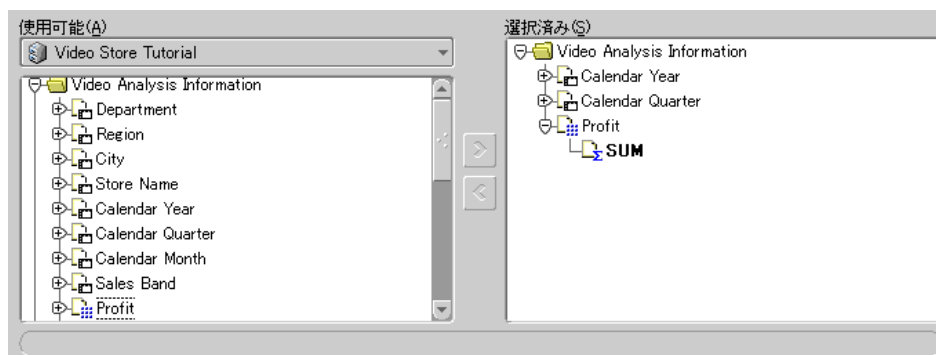 使用可能(A)
Video Store Tutorial
Video Analysis Information
Department
Region
City
Store Name
Calendar Year
Calendar Quarter
Calendar Month
Sales Band
Profit
選択済み(S)
Video Analysis Information
Calendar Year
Calendar Quarter
Profit
SUM